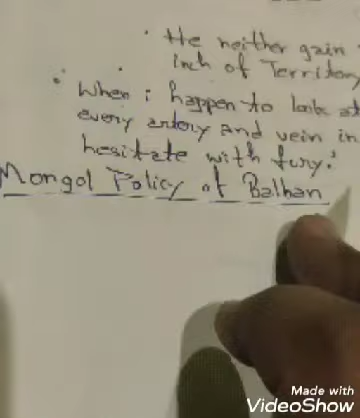 • He neither gain
inch of Territory
• "When i happen to look at
every artery and vein in
hesitate with fury."
Mongol Policy of Balban
Made with
VideoShow